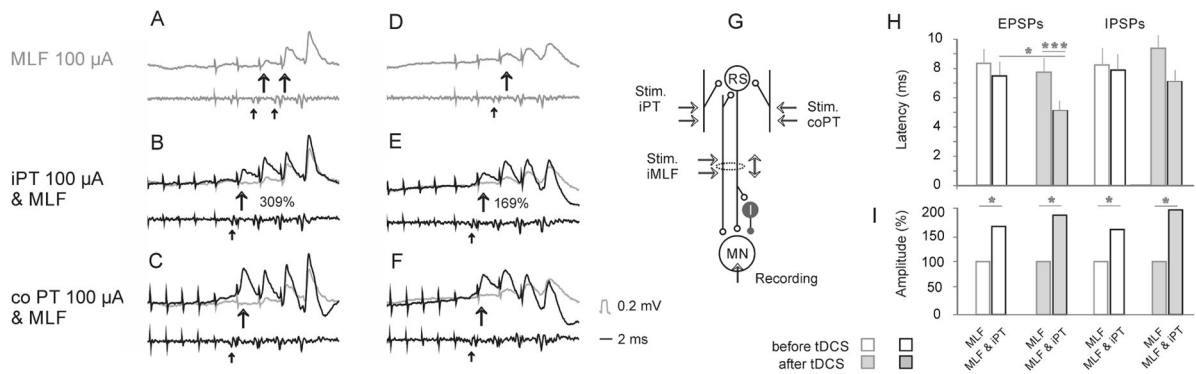 A
D
G
H
EPSPs
IPSPs
MLF 100 µA
10
8
6
4
2
0
Latency (ms)
*
***
RS
Stim.
iPT
Stim.
coPT
B
E
iPT 100 µA
& MLF
309%
169%
Stim.
iMLF
I
MN
Recording
I
Amplitude (%)
200
150
100
50
0
*
*
*
*
C
F
co PT 100 µA
& MLF
0.2 mV
2 ms
MLF
MLF & iPT
MLF
MLF & iPT
MLF
MLF & iPT
MLF
MLF & iPT
before tDCS
after tDCS